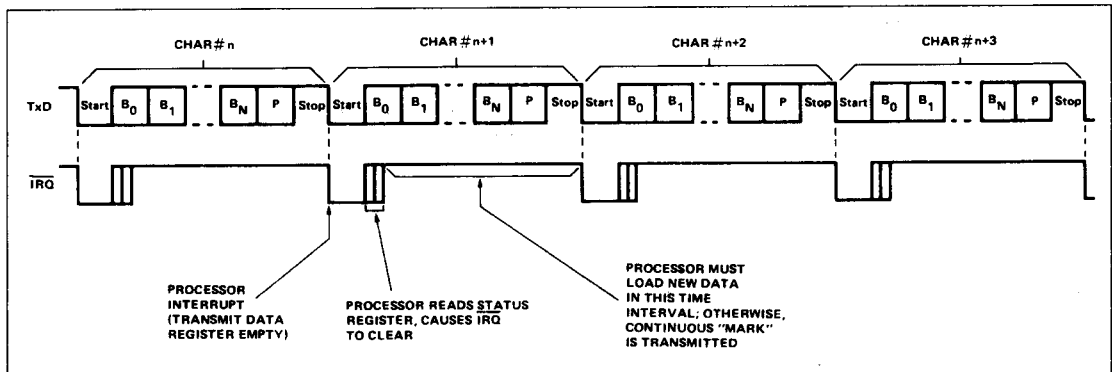 CHAR#n CHAR#n+1 CHAR#n+2 CHAR#n+3
TxD Start B0 B1 BN P Stop Start B0 B1 BN P Stop Start B0 B1 BN P Stop Start B0 B1 BN P Stop
IRQ
PROCESSOR
INTERRUPT
(TRANSMIT DATA
REGISTER EMPTY)
PROCESSOR READS STATUS
REGISTER, CAUSES IRQ
TO CLEAR
PROCESSOR MUST
LOAD NEW DATA
IN THIS TIME
INTERVAL; OTHERWISE,
CONTINUOUS "MARK"
IS TRANSMITTED